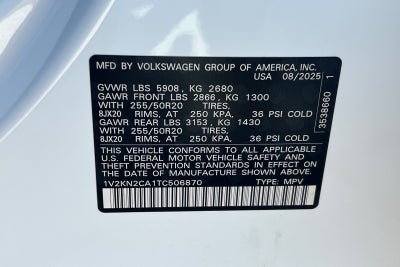 MFD BY VOLKSWAGEN GROUP OF AMERICA, INC.
USA 08/2025
GVWR LBS 5908, KG 2680
GAWR FRONT LBS 2866, KG 1300
WITH 255/50R20 TIRES,
8JX20 RIMS, AT 250 KPA, 36 PSI COLD
GAWR REAR LBS 3153, KG 1430
WITH 255/50R20 TIRES,
8JX20 RIMS, AT 250 KPA, 36 PSI COLD
THIS VEHICLE CONFORMS TO ALL APPLICABLE
U.S. FEDERAL MOTOR VEHICLE SAFETY AND
THEFT PREVENTION STANDARDS IN EFFECT ON
THE DATE OF MANUFACTURE SHOWN ABOVE.
1V2KN2CA1TC506870 TYPE: MPV
3638660 1